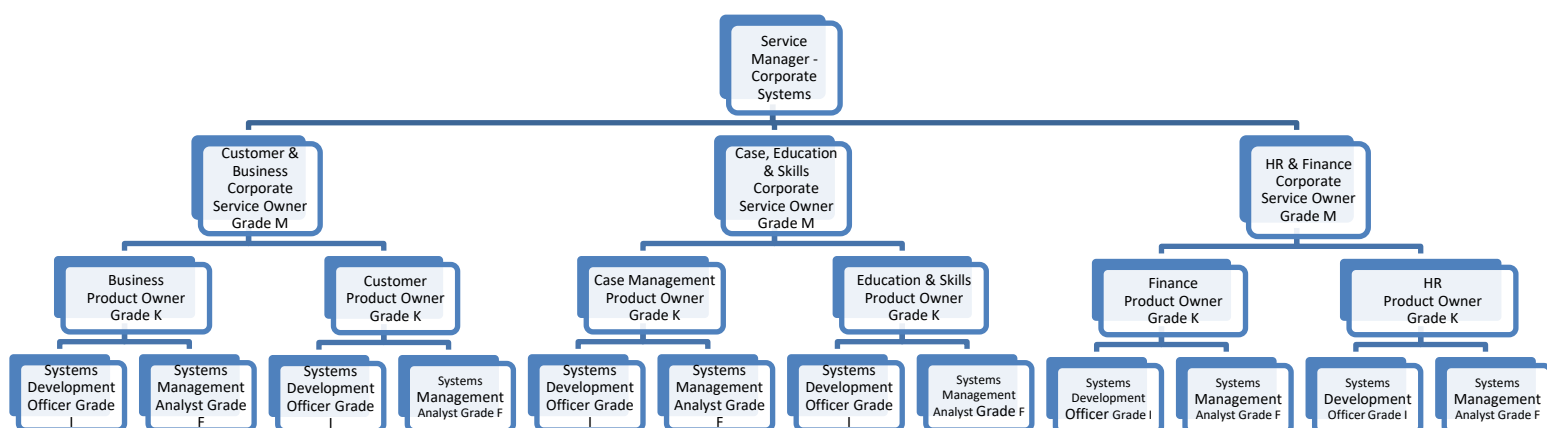 Service
Manager -
Corporate
Systems
Customer &
Business
Corporate
Service Owner
Grade M
Case, Education
& Skills
Corporate
Service Owner
Grade M
HR & Finance
Corporate
Service Owner
Grade M
Business
Product Owner
Grade K
Customer
Product Owner
Grade K
Case Management
Product Owner
Grade K
Education & Skills
Product Owner
Grade K
Finance
Product Owner
Grade K
HR
Product Owner
Grade K
Systems
Development
Officer Grade
I
Systems
Management
Analyst Grade
F
Systems
Development
Officer Grade
I
Systems
Management
Analyst Grade F
Systems
Development
Officer Grade
I
Systems
Management
Analyst Grade
F
Systems
Development
Officer Grade
I
Systems
Management
Analyst Grade F
Systems
Development
Officer Grade I
Systems
Management
Analyst Grade F
Systems
Development
Officer Grade I
Systems
Management
Analyst Grade F